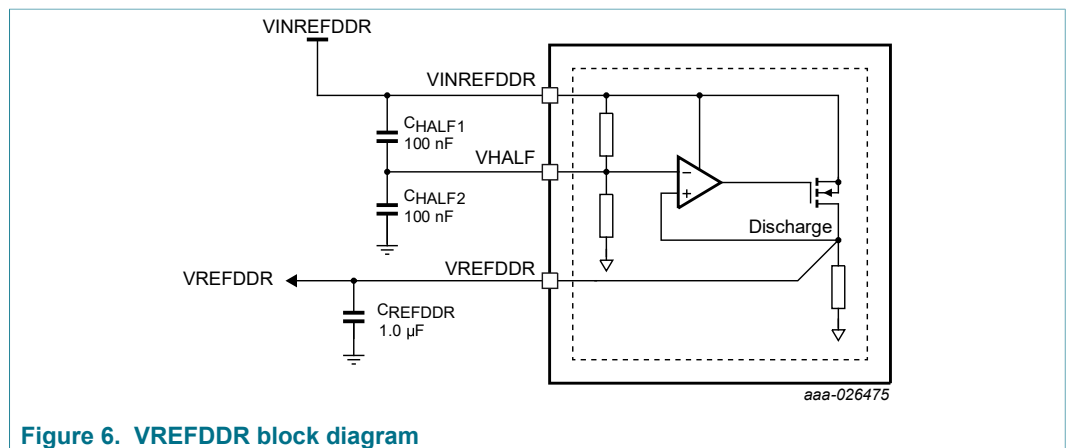 VINREFDDR
VINREFDDR
CHALF1
100 nF
VHALF
CHALF2
100 nF
−
+
Discharge
VREFDDR
VREFDDR
CREFDDR
1.0 µF
aaa-026475
Figure 6. VREFDDR block diagram